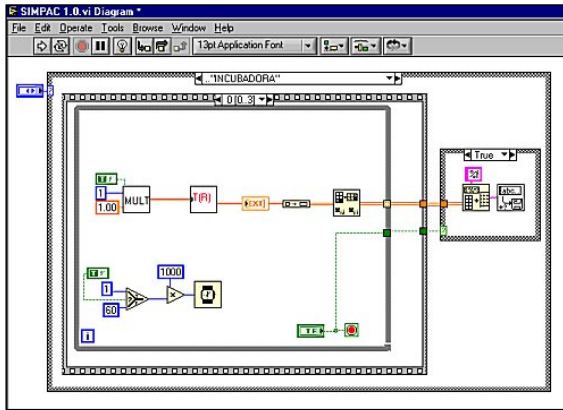 SIMPAC 1.0.vi Diagram *
File Edit Operate Tools Browse Window Help
13pt Application Font
.."INCUBADORA"
0 [0..3]
True
T F
1
1.00
MULT
T(R)
EXT
abc
T F
1000
1
60
i
T F